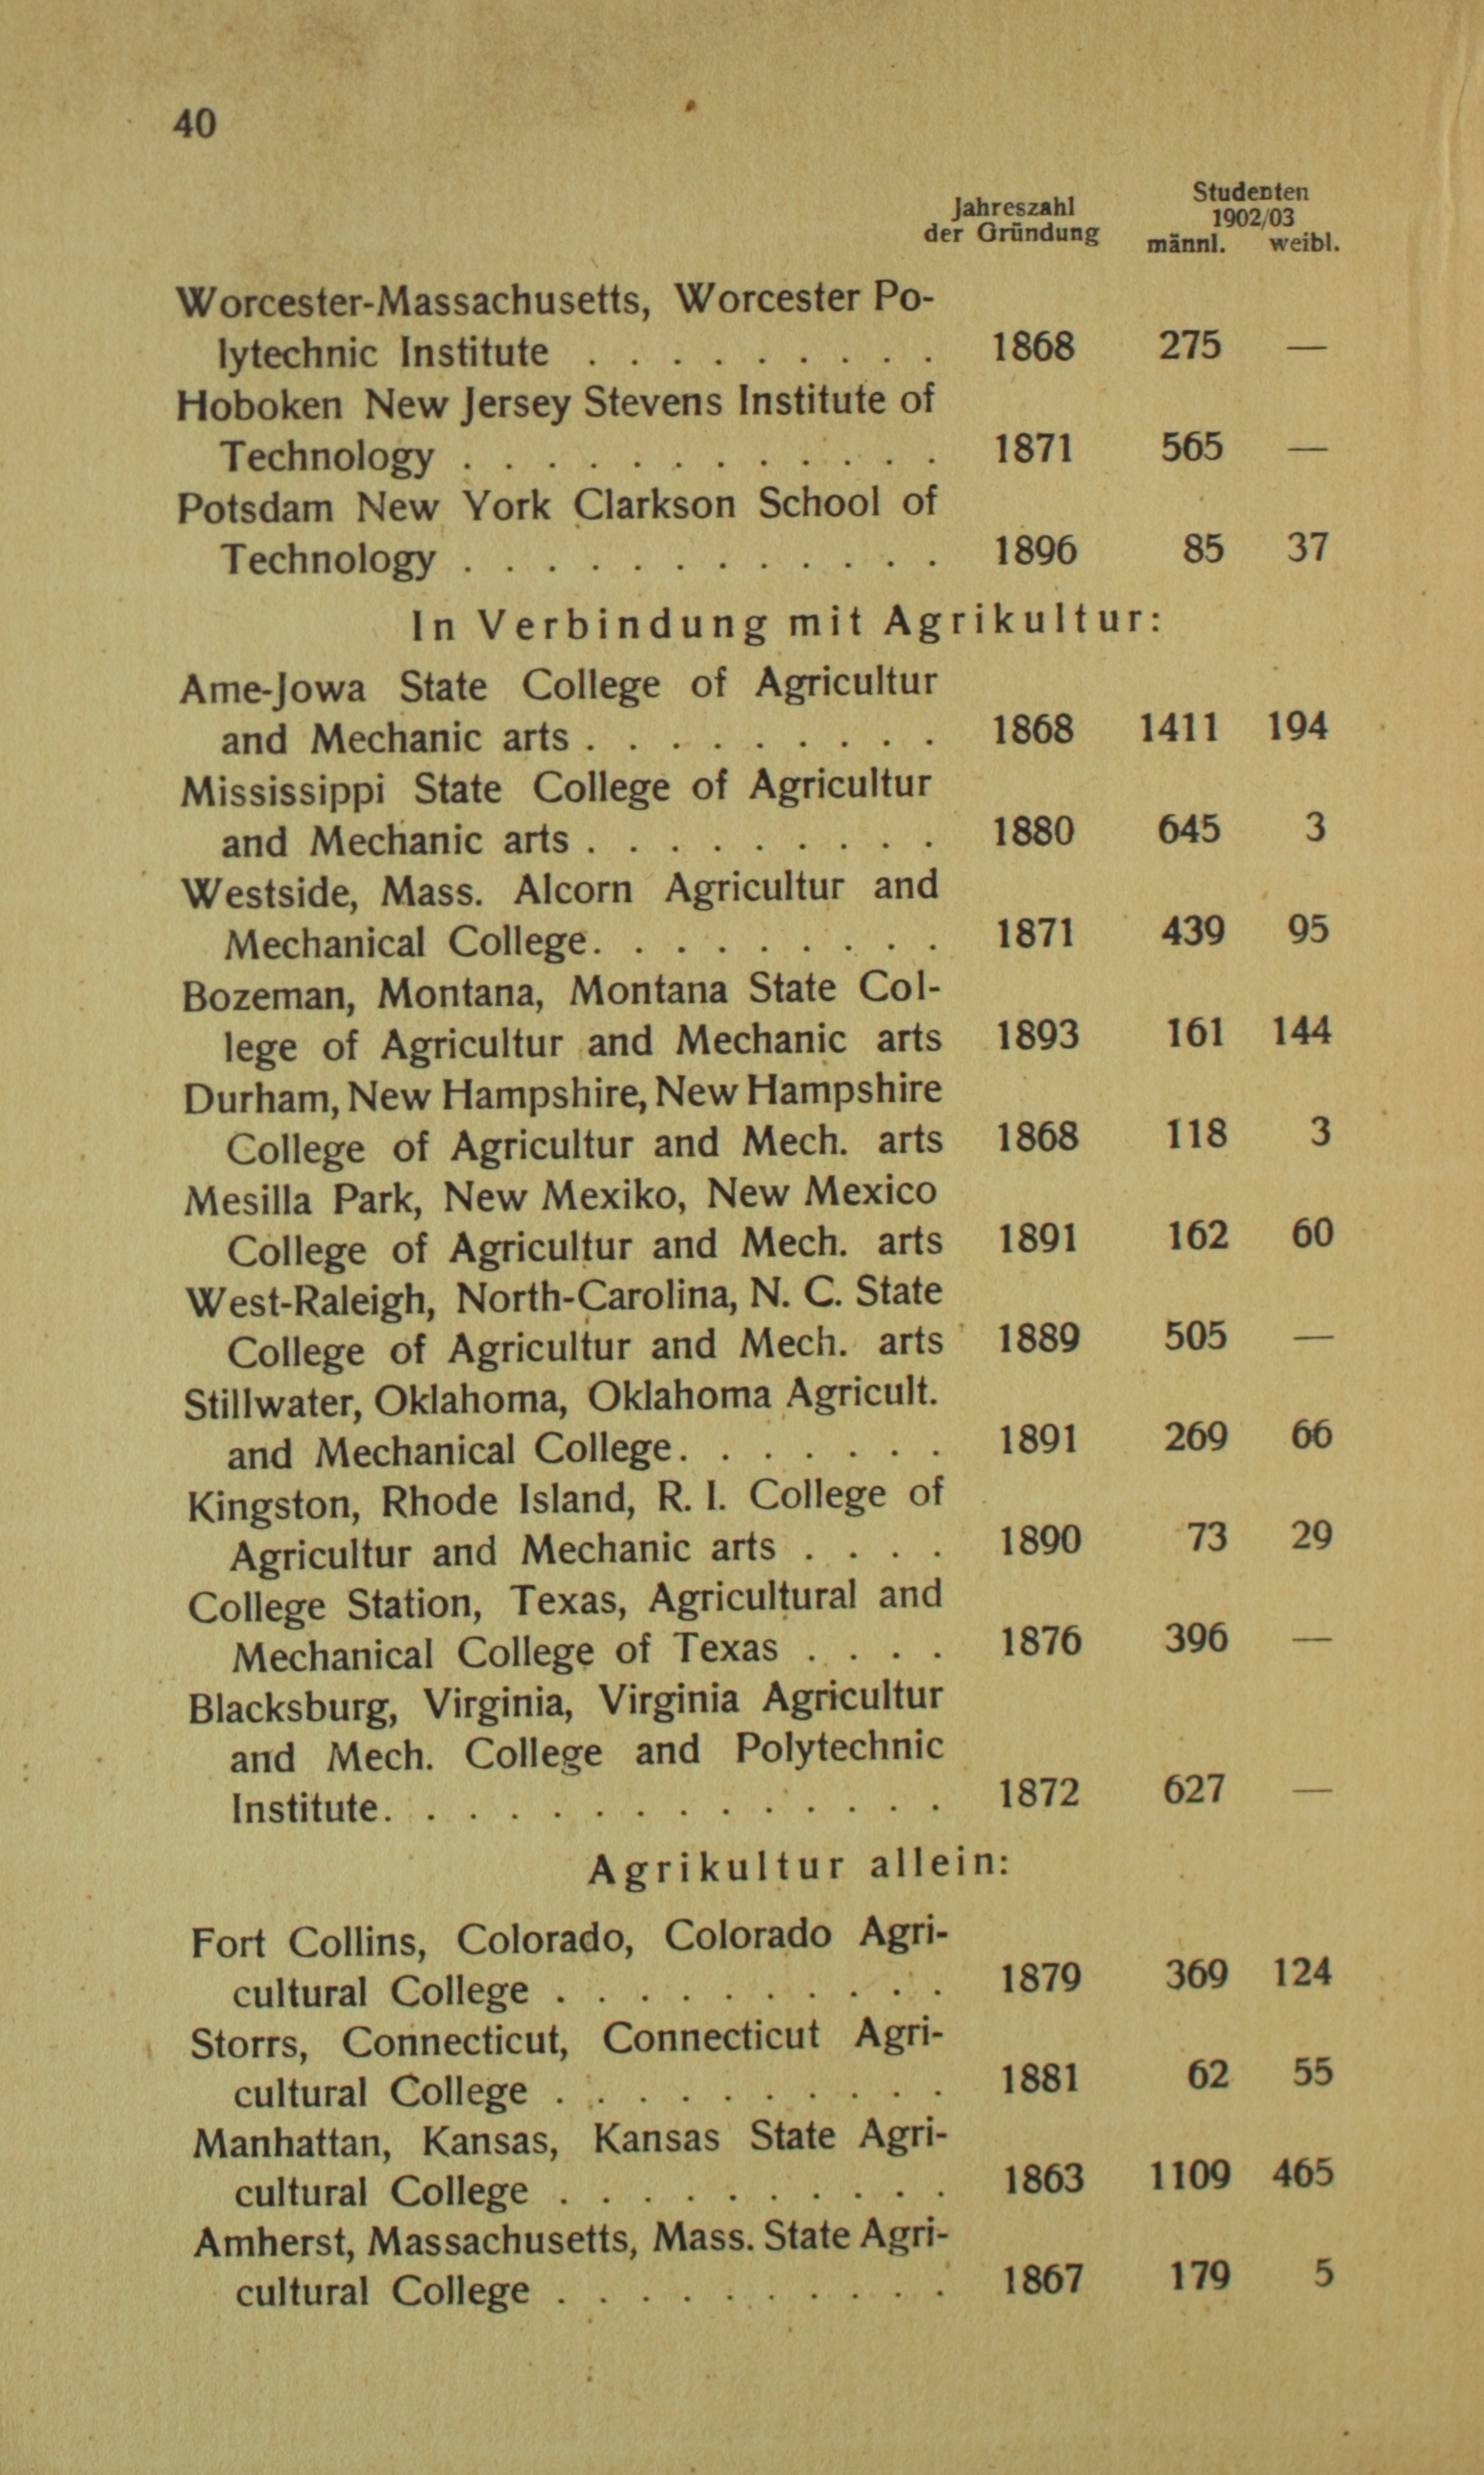 40
Jahreszahl der Gründung
Studenten 1902/03
männl. weibl.
Worcester-Massachusetts, Worcester Po-
lytechnic Institute . . . . . . . . . 1868 275 —
Hoboken New Jersey Stevens Institute of
Technology . . . . . . . . . . . . 1871 565 —
Potsdam New York Clarkson School of
Technology . . . . . . . . . . . . 1896 85 37
In Verbindung mit Agrikultur:
Ame-Jowa State College of Agricultur
and Mechanic arts . . . . . . . . . 1868 1411 194
Mississippi State College of Agricultur
and Mechanic arts . . . . . . . . . 1880 645 3
Westside, Mass. Alcorn Agricultur and
Mechanical College. . . . . . . . . 1871 439 95
Bozeman, Montana, Montana State Col-
lege of Agricultur and Mechanic arts 1893 161 144
Durham, New Hampshire, New Hampshire
College of Agricultur and Mech. arts 1868 118 3
Mesilla Park, New Mexiko, New Mexico
College of Agricultur and Mech. arts 1891 162 60
West-Raleigh, North-Carolina, N. C. State
College of Agricultur and Mech. arts 1889 505 —
Stillwater, Oklahoma, Oklahoma Agricult.
and Mechanical College. . . . . . . 1891 269 66
Kingston, Rhode Island, R. I. College of
Agricultur and Mechanic arts . . . . 1890 73 29
College Station, Texas, Agricultural and
Mechanical College of Texas . . . . 1876 396 —
Blacksburg, Virginia, Virginia Agricultur
and Mech. College and Polytechnic
Institute. . . . . . . . . . . . . . 1872 627 —
Agrikultur allein:
Fort Collins, Colorado, Colorado Agri-
cultural College . . . . . . . . . . 1879 369 124
Storrs, Connecticut, Connecticut Agri-
cultural College . . . . . . . . . . 1881 62 55
Manhattan, Kansas, Kansas State Agri-
cultural College . . . . . . . . . . 1863 1109 465
Amherst, Massachusetts, Mass. State Agri-
cultural College . . . . . . . . . . 1867 179 5